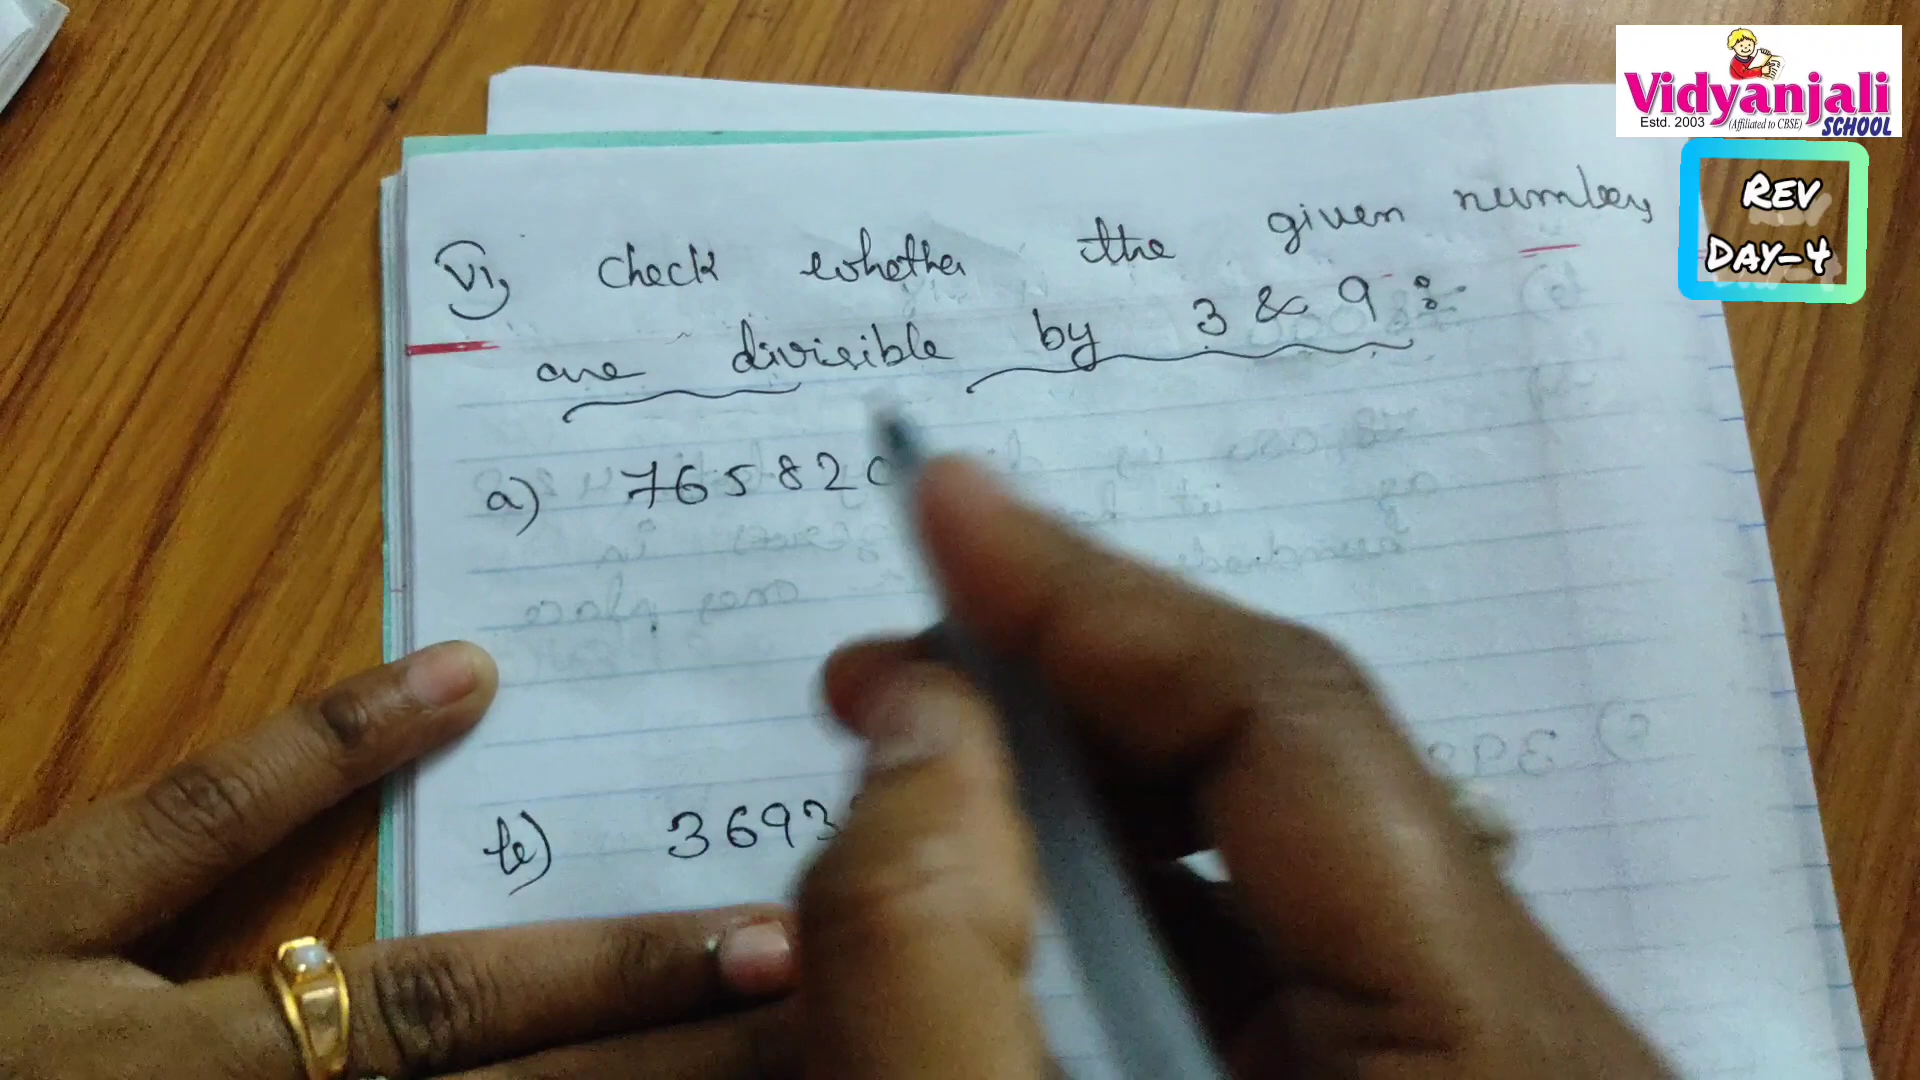 Vidyanjali
Estd. 2003 (Affiliated to CBSE) SCHOOL
REV
DAY-4
VI) check whether the given numbers
are divisible by 3 & 9 :
a) 76582
b) 3693